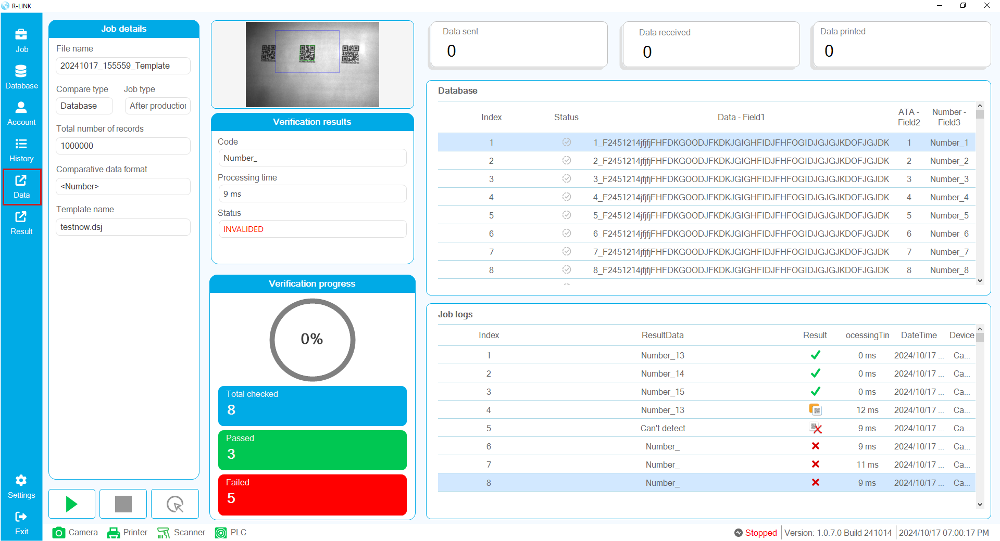 R-LINK
Job
Database
Account
History
Data
Result
Settings
Exit
Job details
File name
20241017_155559_Template
Compare type
Job type
Database
After production
Total number of records
1000000
Comparative data format
<Number>
Template name
testnow.dsj
Verification results
Code
Number_
Processing time
9 ms
Status
INVALIDED
Verification progress
0%
Total checked
8
Passed
3
Failed
5
Data sent
0
Data received
0
Data printed
0
Database
Index Status Data - Field1 ATA - Field2 Number - Field3
1 1_F2451214jfjfjFHFDKGOODJFKDKJGIGHFIDJFHFOGIDJGJGJKDOFJGJDK 1 Number_1
2 2_F2451214jfjfjFHFDKGOODJFKDKJGIGHFIDJFHFOGIDJGJGJKDOFJGJDK 2 Number_2
3 3_F2451214jfjfjFHFDKGOODJFKDKJGIGHFIDJFHFOGIDJGJGJKDOFJGJDK 3 Number_3
4 4_F2451214jfjfjFHFDKGOODJFKDKJGIGHFIDJFHFOGIDJGJGJKDOFJGJDK 4 Number_4
5 5_F2451214jfjfjFHFDKGOODJFKDKJGIGHFIDJFHFOGIDJGJGJKDOFJGJDK 5 Number_5
6 6_F2451214jfjfjFHFDKGOODJFKDKJGIGHFIDJFHFOGIDJGJGJKDOFJGJDK 6 Number_6
7 7_F2451214jfjfjFHFDKGOODJFKDKJGIGHFIDJFHFOGIDJGJGJKDOFJGJDK 7 Number_7
8 8_F2451214jfjfjFHFDKGOODJFKDKJGIGHFIDJFHFOGIDJGJGJKDOFJGJDK 8 Number_8
Job logs
Index ResultData Result ocessingTin DateTime Device
1 Number_13 0 ms 2024/10/17 ... Ca...
2 Number_14 0 ms 2024/10/17 ... Ca...
3 Number_15 0 ms 2024/10/17 ... Ca...
4 Number_13 12 ms 2024/10/17 ... Ca...
5 Can't detect 9 ms 2024/10/17 ... Ca...
6 Number_ 9 ms 2024/10/17 ... Ca...
7 Number_ 11 ms 2024/10/17 ... Ca...
8 Number_ 9 ms 2024/10/17 ... Ca...
Camera Printer Scanner PLC
Stopped Version: 1.0.7.0 Build 241014 2024/10/17 07:00:17 PM